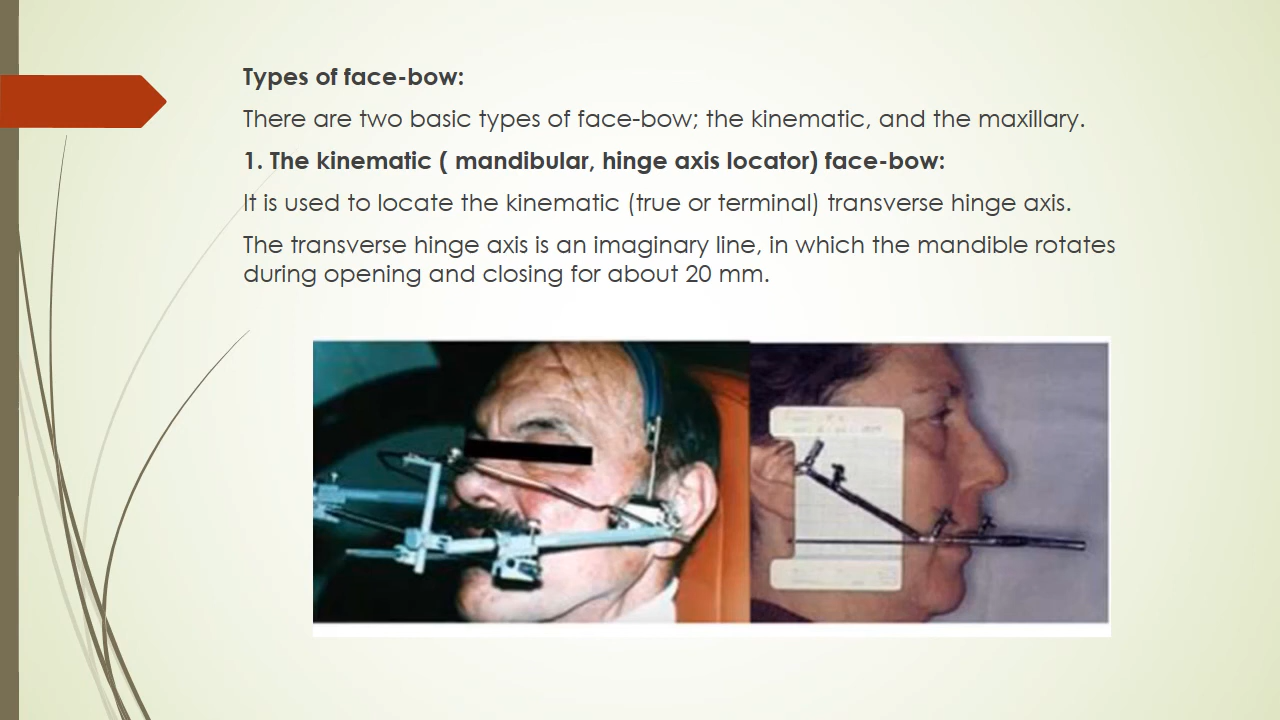 Types of face-bow:
There are two basic types of face-bow; the kinematic, and the maxillary.
1. The kinematic ( mandibular, hinge axis locator) face-bow:
It is used to locate the kinematic (true or terminal) transverse hinge axis.
The transverse hinge axis is an imaginary line, in which the mandible rotates
during opening and closing for about 20 mm.